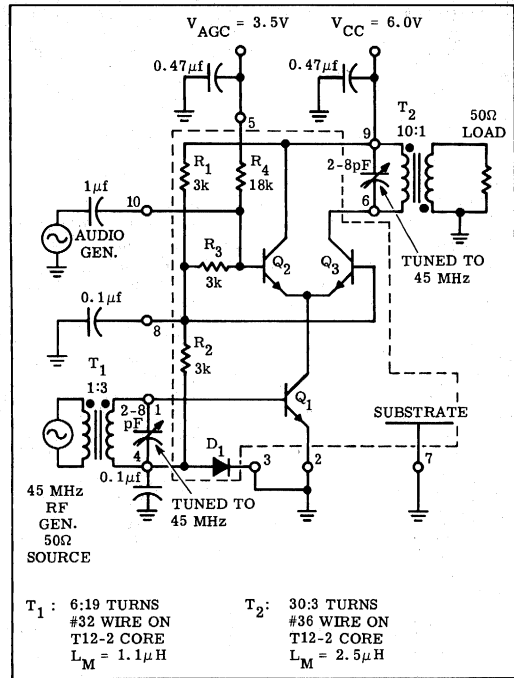 V_AGC = 3.5V
V_CC = 6.0V
0.47μf
0.47μf
5
9
T_2
10:1
50Ω
LOAD
R_1
3k
R_4
18k
2-8pF
1μf
10
6
AUDIO
GEN.
TUNED TO
45 MHz
R_3
3k
Q_2
Q_3
0.1μf
8
R_2
3k
T_1
1:3
2-8
pF
1
Q_1
SUBSTRATE
D_1
4
3
2
7
0.1μf
TUNED TO
45 MHz
45 MHz
RF
GEN.
50Ω
SOURCE
T_1 : 6:19 TURNS
#32 WIRE ON
T12-2 CORE
L_M = 1.1μH
T_2 : 30:3 TURNS
#36 WIRE ON
T12-2 CORE
L_M = 2.5μH